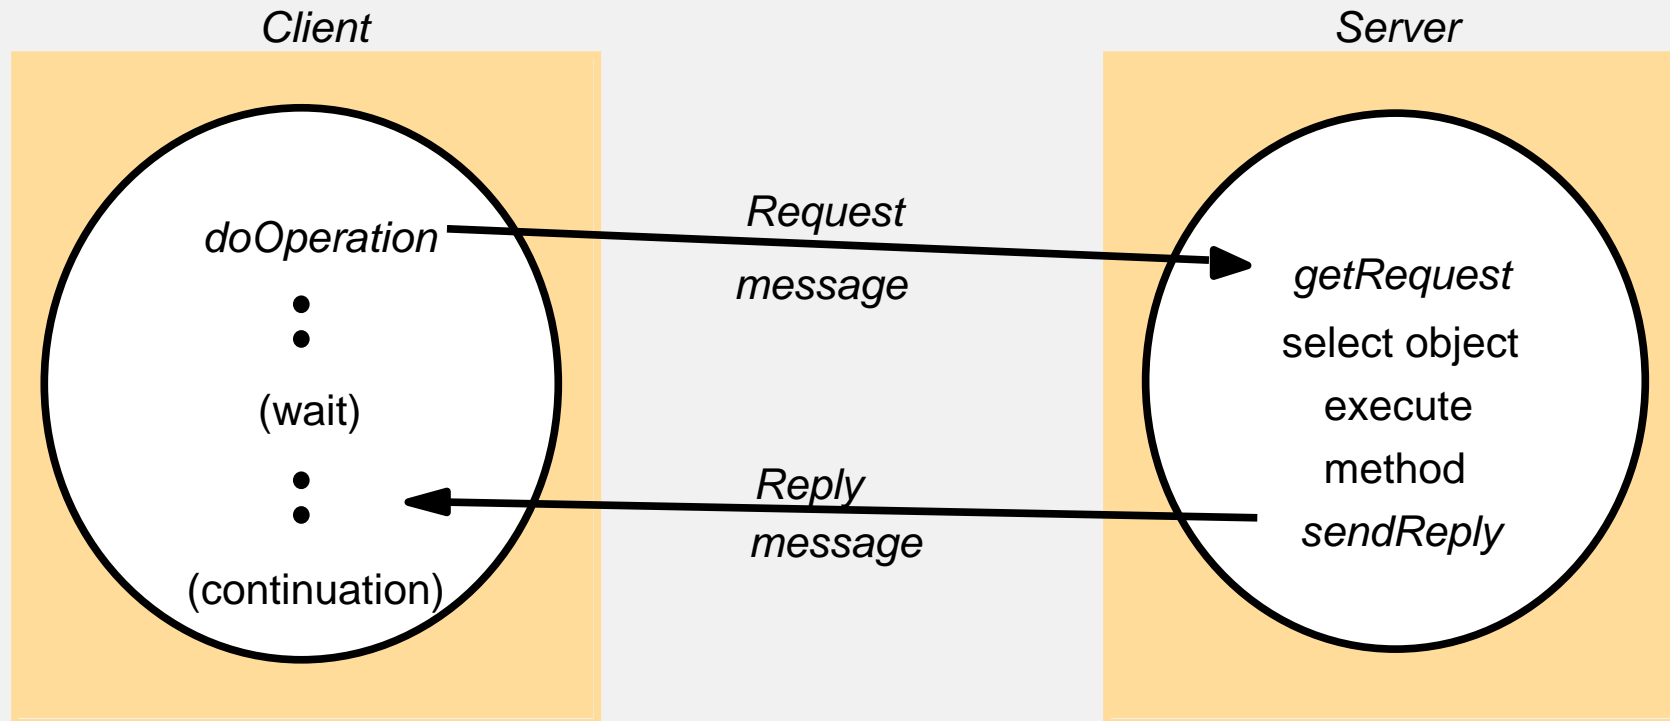 Client
Server
doOperation
(wait)
(continuation)
Request
message
Reply
message
getRequest
select object
execute
method
sendReply